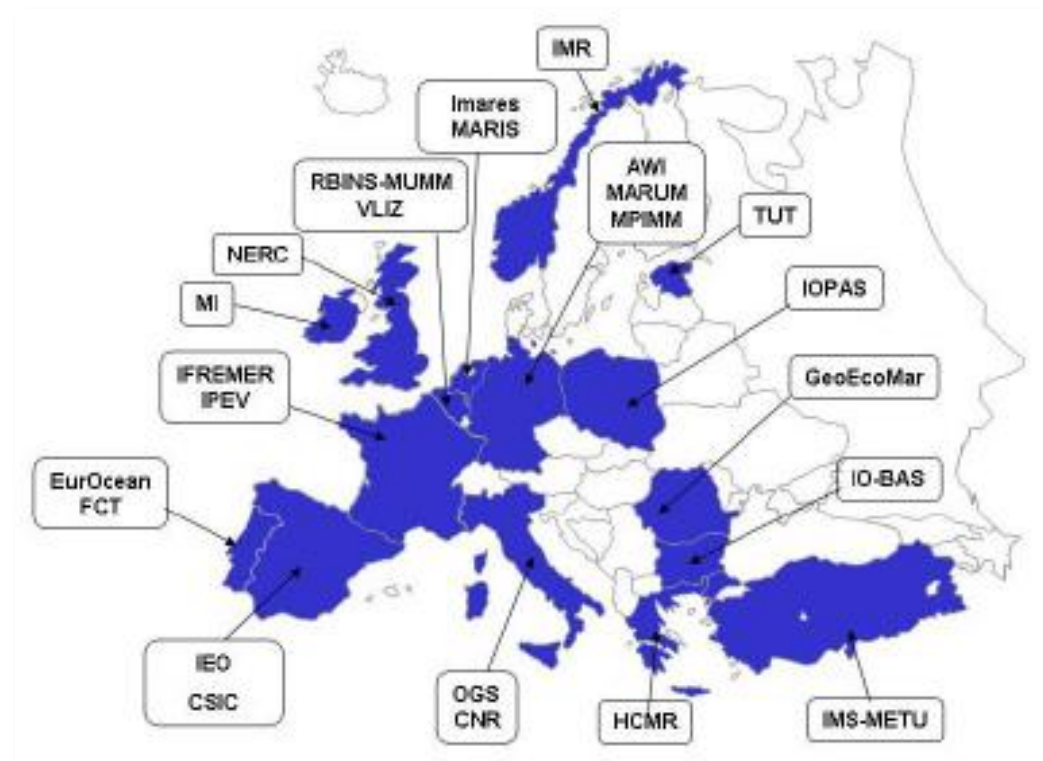 IMR
Imares
MARIS
RBINS-MUMM
VLIZ
AWI
MARUM
MPIMM
TUT
NERC
MI
IOPAS
IFREMER
IPEV
GeoEcoMar
EurOcean
FCT
IO-BAS
IEO
CSIC
OGS
CNR
HCMR
IMS-METU